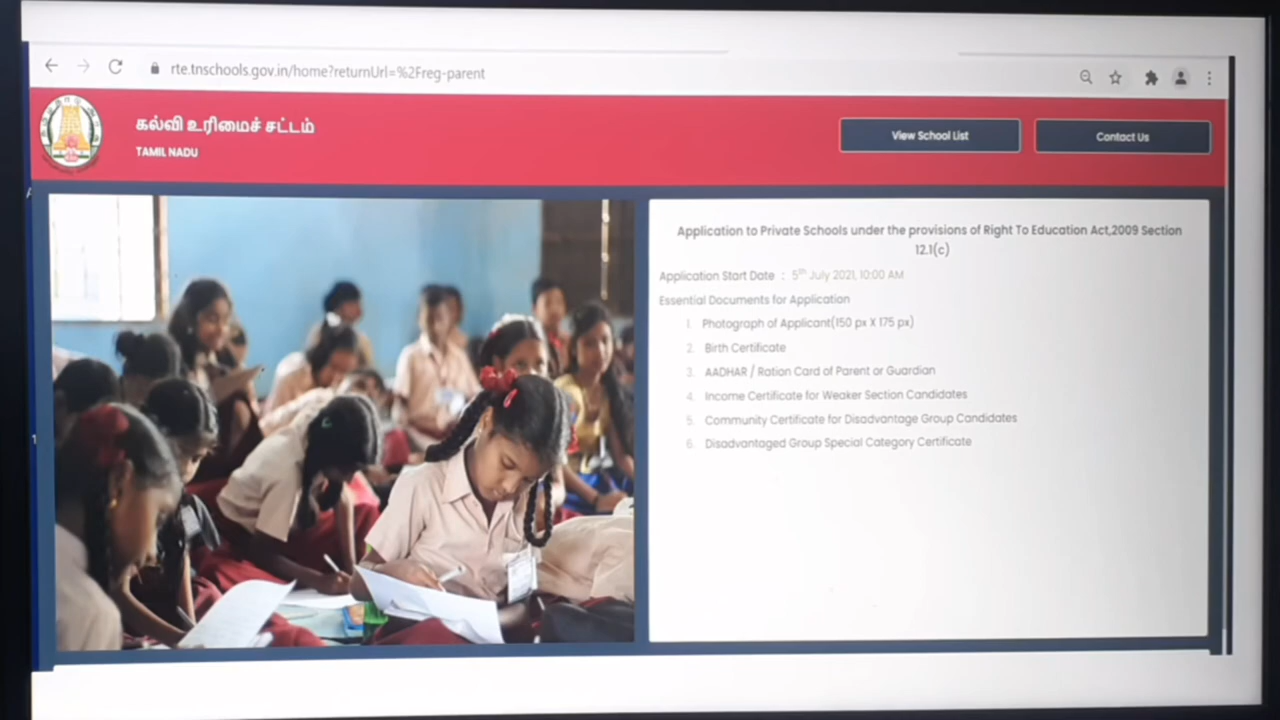 rte.tnschools.gov.in/home?returnUrl=%2Freg-parent
கல்வி உரிமைச் சட்டம்
TAMIL NADU
View School List
Contact Us
Application to Private Schools under the provisions of Right To Education Act,2009 Section
12.1(c)
Application Start Date : 5th July 2021, 10:00 AM
Essential Documents for Application
1. Photograph of Applicant(150 px X 175 px)
2. Birth Certificate
3. AADHAR / Ration Card of Parent or Guardian
4. Income Certificate for Weaker Section Candidates
5. Community Certificate for Disadvantage Group Candidates
6. Disadvantaged Group Special Category Certificate